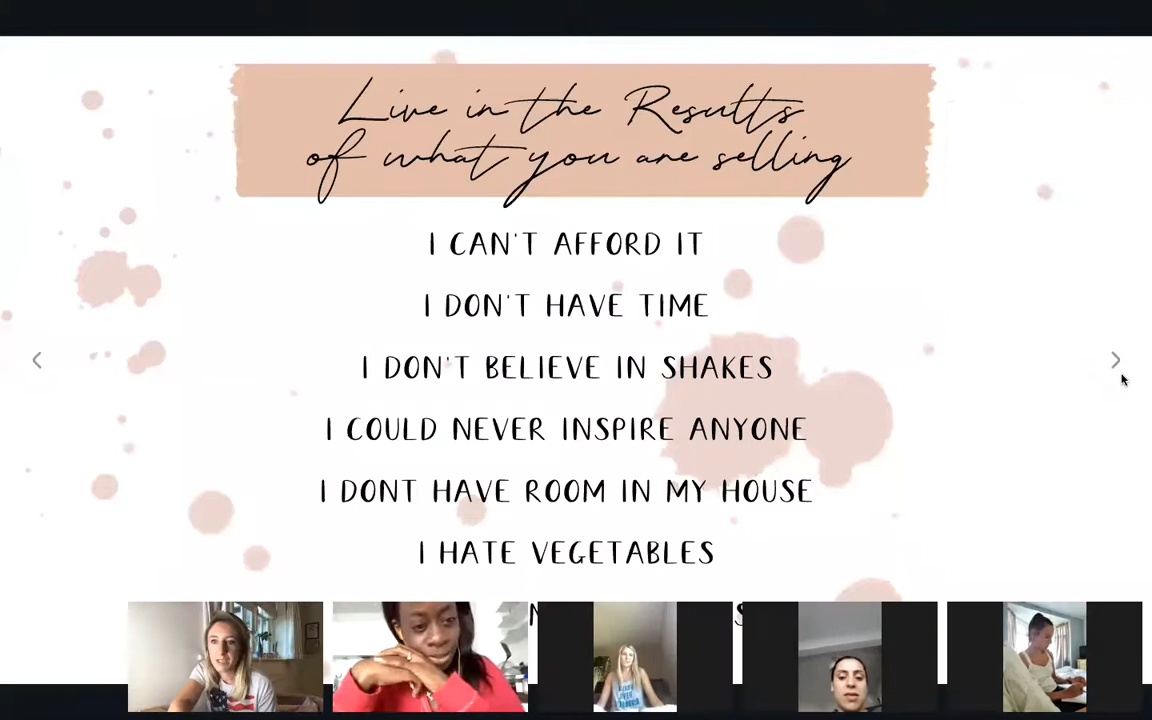 Live in the Results
of what you are selling
I CAN'T AFFORD IT
I DON'T HAVE TIME
I DON'T BELIEVE IN SHAKES
I COULD NEVER INSPIRE ANYONE
I DONT HAVE ROOM IN MY HOUSE
I HATE VEGETABLES